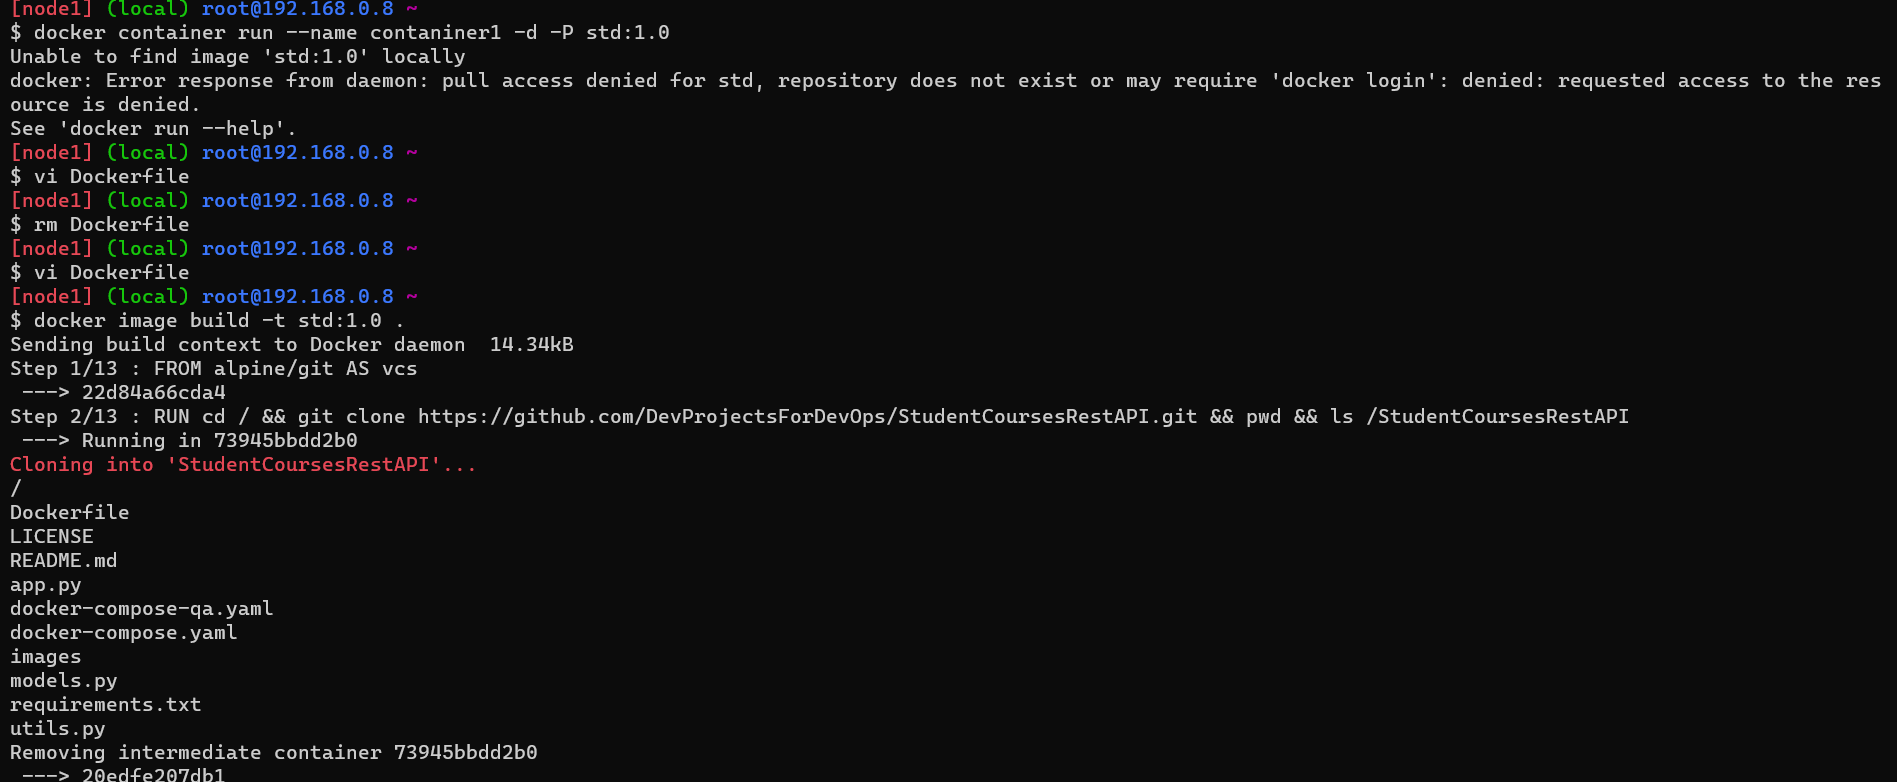 [node1] (local) root@192.168.0.8 ~
$ docker container run --name contaniner1 -d -P std:1.0
Unable to find image 'std:1.0' locally
docker: Error response from daemon: pull access denied for std, repository does not exist or may require 'docker login': denied: requested access to the res
ource is denied.
See 'docker run --help'.
[node1] (local) root@192.168.0.8 ~
$ vi Dockerfile
[node1] (local) root@192.168.0.8 ~
$ rm Dockerfile
[node1] (local) root@192.168.0.8 ~
$ vi Dockerfile
[node1] (local) root@192.168.0.8 ~
$ docker image build -t std:1.0 .
Sending build context to Docker daemon  14.34kB
Step 1/13 : FROM alpine/git AS vcs
 ---> 22d84a66cda4
Step 2/13 : RUN cd / && git clone https://github.com/DevProjectsForDevOps/StudentCoursesRestAPI.git && pwd && ls /StudentCoursesRestAPI
 ---> Running in 73945bbdd2b0
Cloning into 'StudentCoursesRestAPI'...
/
Dockerfile
LICENSE
README.md
app.py
docker-compose-qa.yaml
docker-compose.yaml
images
models.py
requirements.txt
utils.py
Removing intermediate container 73945bbdd2b0
 ---> 20edfe207db1